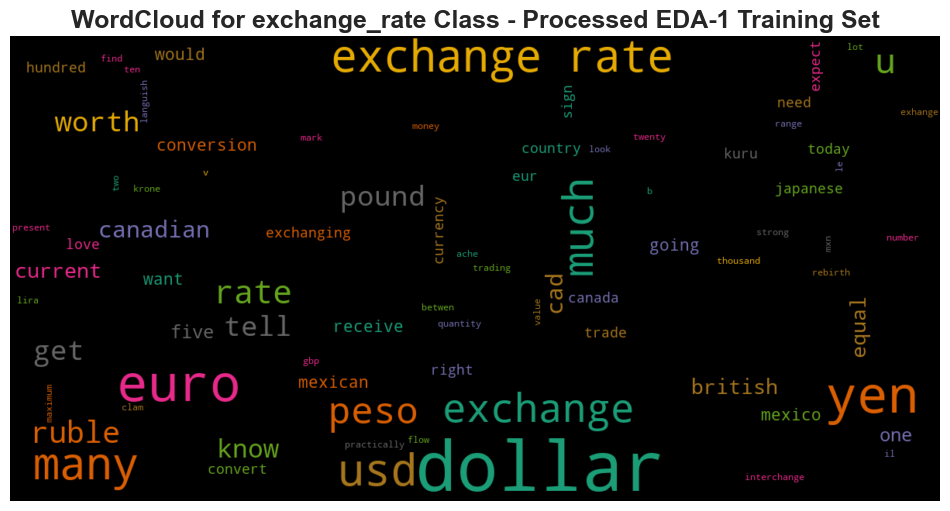 WordCloud for exchange_rate Class - Processed EDA-1 Training Set
exchange rate
lot
find
would
expect
u
hundred
ten
languish
sign
need
exhange
worth
mark
money
twenty
range
conversion
country
look
today
kuru
v
eur
le
two
krone
pound
much
b
japanese
present
canadian
exchanging
currency
strong
number
love
going
mxn
ache
thousand
current
want
trading
rebirth
cad
lira
rate
canada
value
betwen
quantity
equal
five
tell
receive
trade
get
gbp
right
euro
mexican
british
yen
maximum
clam
peso
exchange
mexico
ruble
one
know
practically
flow
many
convert
usd
dollar
il
interchange